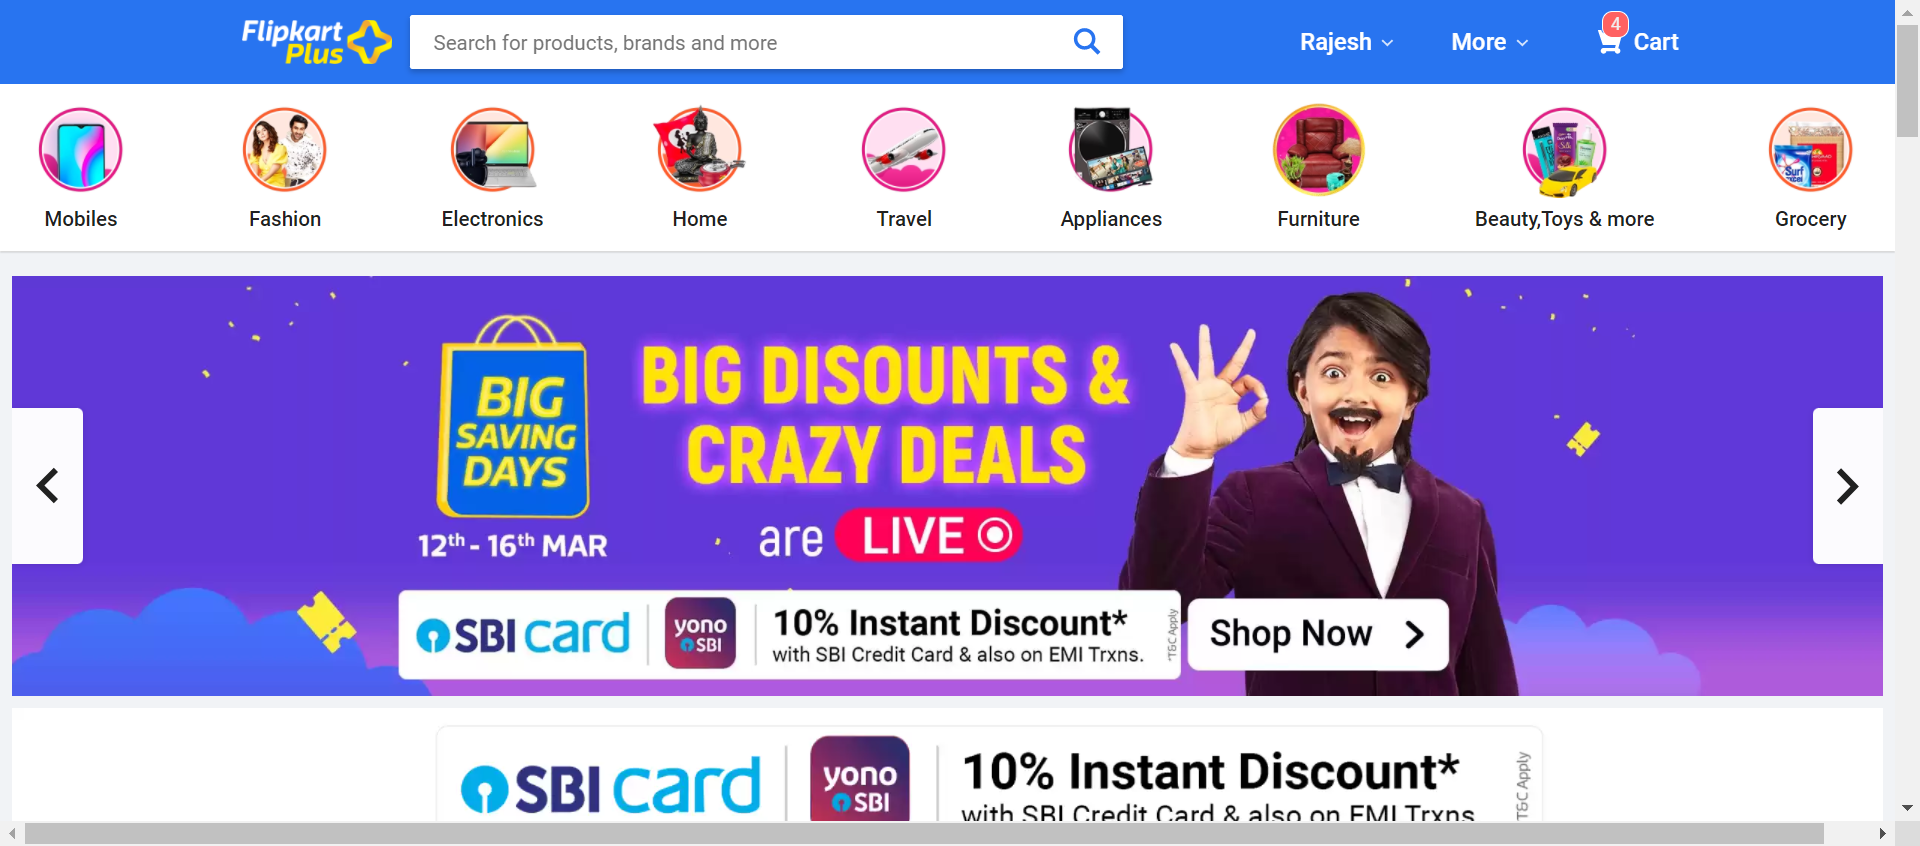 Flipkart
Plus
Search for products, brands and more
Rajesh
More
4
Cart
Mobiles
Fashion
Electronics
Home
Travel
Appliances
Furniture
Beauty,Toys & more
Grocery
Surf
excel
BIG
SAVING
DAYS
12th - 16th MAR
BIG DISOUNTS &
CRAZY DEALS
are LIVE
SBI card
yono
SBI
10% Instant Discount*
with SBI Credit Card & also on EMI Trxns.
*T&C Apply
Shop Now
SBI card
yono
SBI
10% Instant Discount*
with SBI Credit Card & also on EMI Trxns
T&C Apply